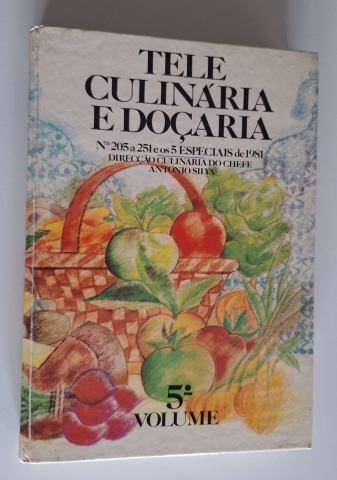 TELE
CULINÁRIA
E DOÇARIA
Nºs 205 a 251 e os 5 ESPECIAIS de 1981
DIRECÇÃO CULINÁRIA DO CHEFE
ANTÓNIO SILVA
5º
VOLUME